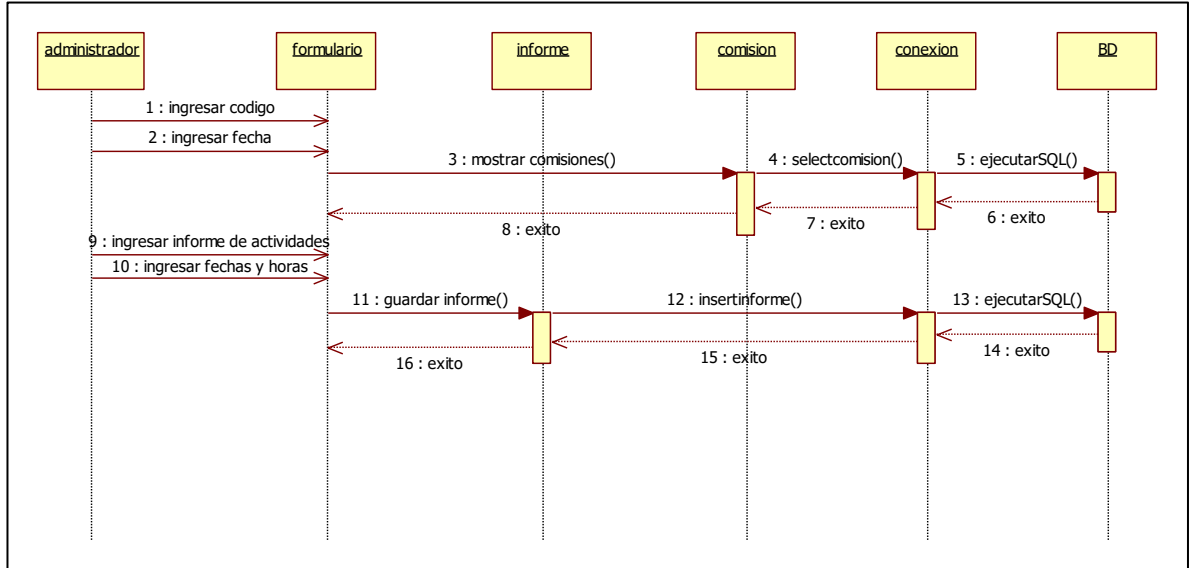 administrador
formulario
informe
comision
conexion
BD
1 : ingresar codigo
2 : ingresar fecha
3 : mostrar comisiones()
4 : selectcomision()
5 : ejecutarSQL()
6 : exito
7 : exito
8 : exito
9 : ingresar informe de actividades
10 : ingresar fechas y horas
11 : guardar informe()
12 : insertinforme()
13 : ejecutarSQL()
14 : exito
15 : exito
16 : exito